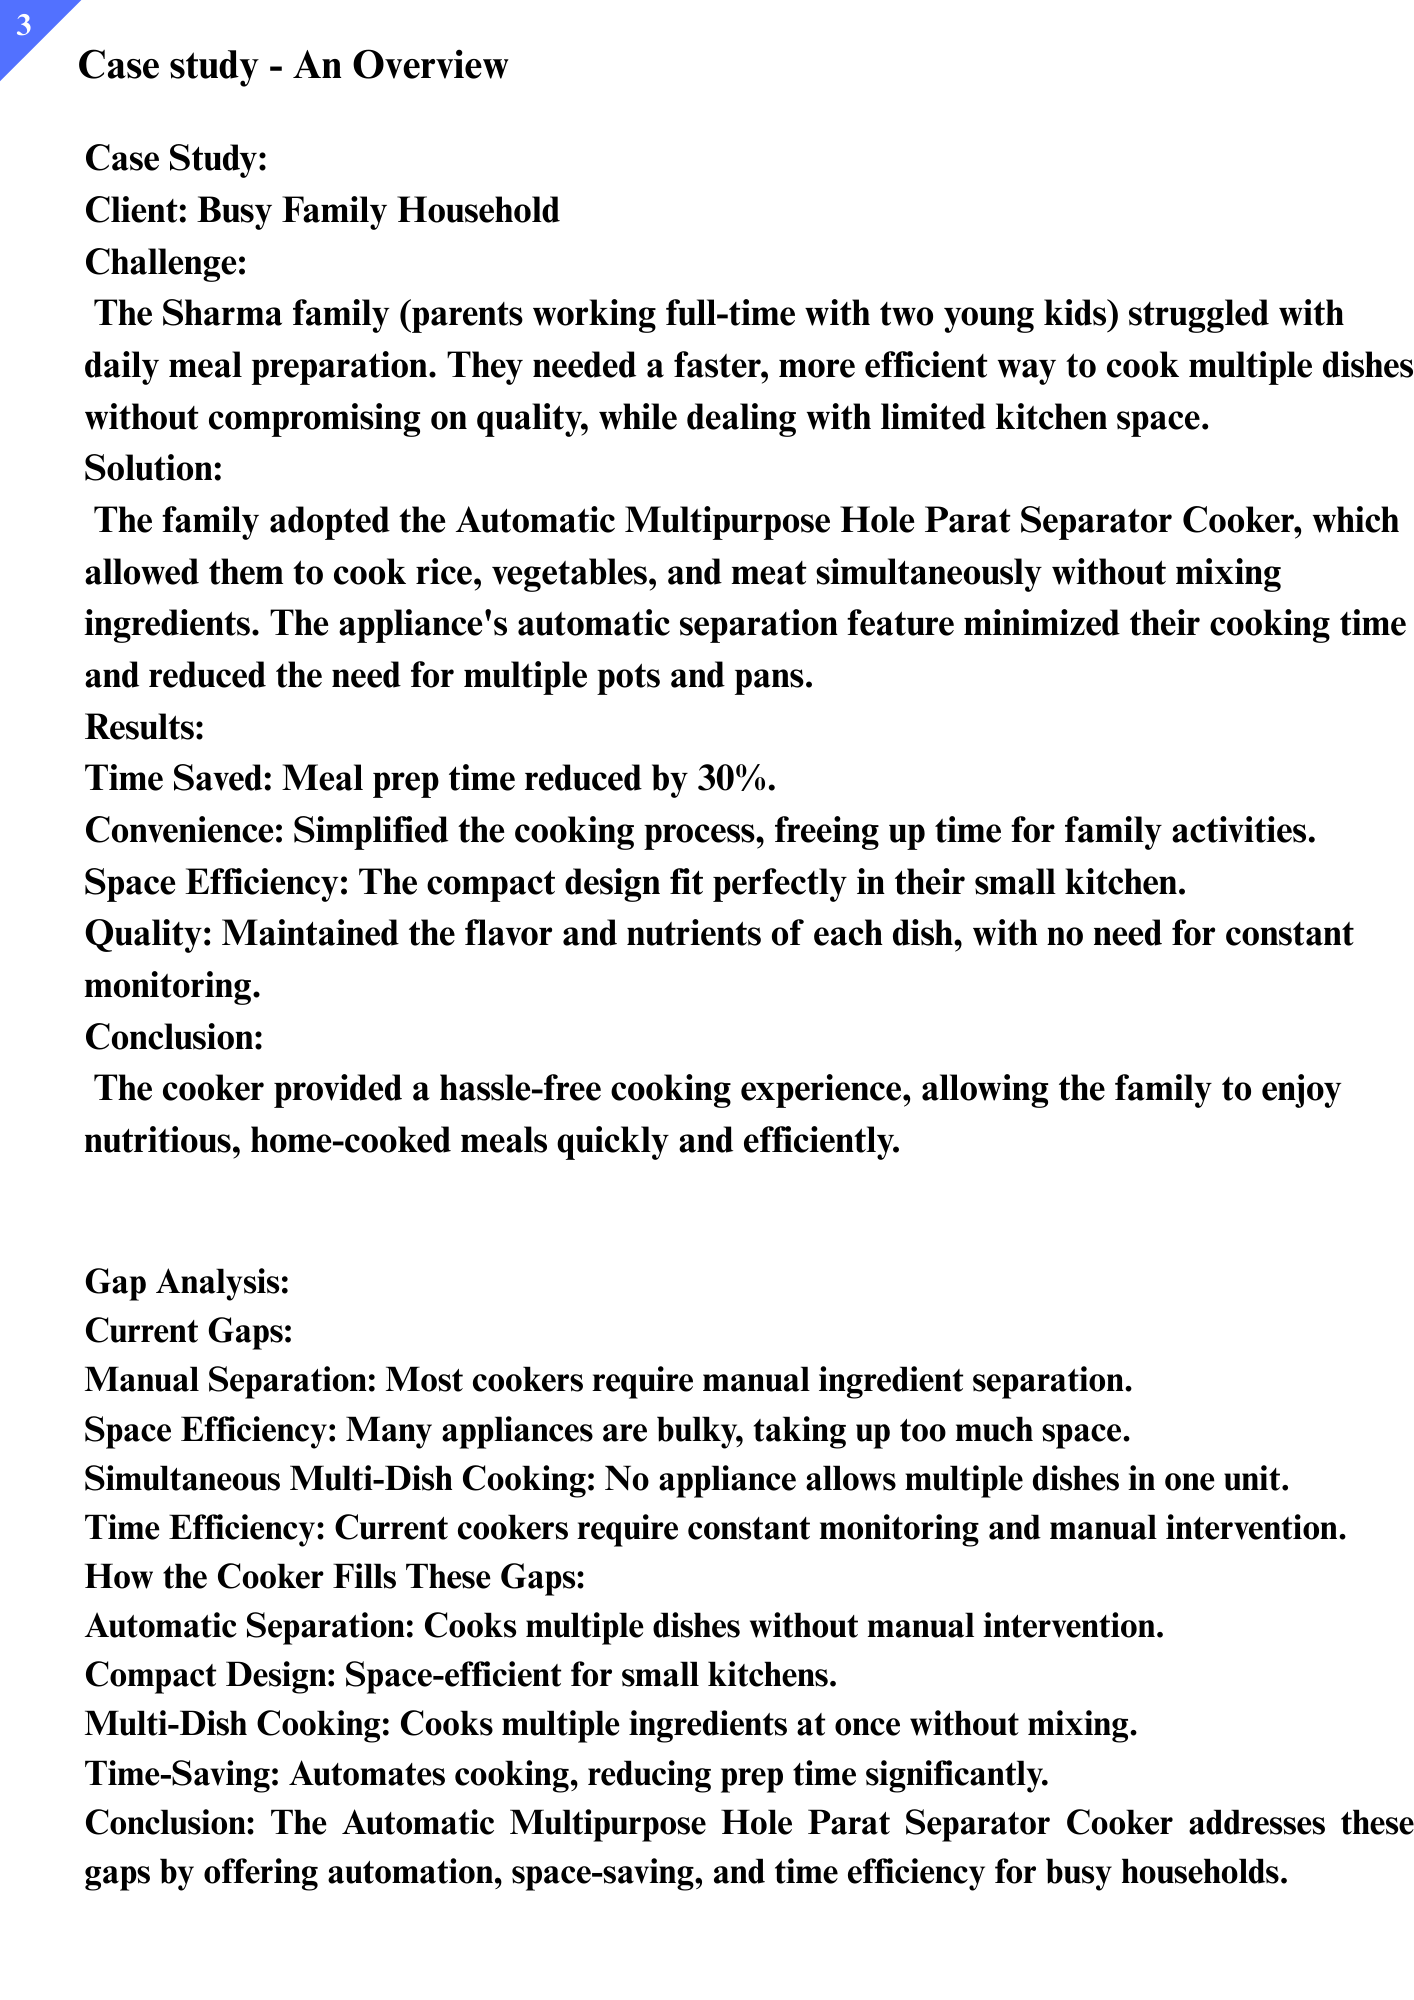 3
Case study - An Overview
Case Study:
Client: Busy Family Household
Challenge:
The Sharma family (parents working full-time with two young kids) struggled with
daily meal preparation. They needed a faster, more efficient way to cook multiple dishes
without compromising on quality, while dealing with limited kitchen space.
Solution:
The family adopted the Automatic Multipurpose Hole Parat Separator Cooker, which
allowed them to cook rice, vegetables, and meat simultaneously without mixing
ingredients. The appliance's automatic separation feature minimized their cooking time
and reduced the need for multiple pots and pans.
Results:
Time Saved: Meal prep time reduced by 30%.
Convenience: Simplified the cooking process, freeing up time for family activities.
Space Efficiency: The compact design fit perfectly in their small kitchen.
Quality: Maintained the flavor and nutrients of each dish, with no need for constant
monitoring.
Conclusion:
The cooker provided a hassle-free cooking experience, allowing the family to enjoy
nutritious, home-cooked meals quickly and efficiently.
Gap Analysis:
Current Gaps:
Manual Separation: Most cookers require manual ingredient separation.
Space Efficiency: Many appliances are bulky, taking up too much space.
Simultaneous Multi-Dish Cooking: No appliance allows multiple dishes in one unit.
Time Efficiency: Current cookers require constant monitoring and manual intervention.
How the Cooker Fills These Gaps:
Automatic Separation: Cooks multiple dishes without manual intervention.
Compact Design: Space-efficient for small kitchens.
Multi-Dish Cooking: Cooks multiple ingredients at once without mixing.
Time-Saving: Automates cooking, reducing prep time significantly.
Conclusion: The Automatic Multipurpose Hole Parat Separator Cooker addresses these
gaps by offering automation, space-saving, and time efficiency for busy households.